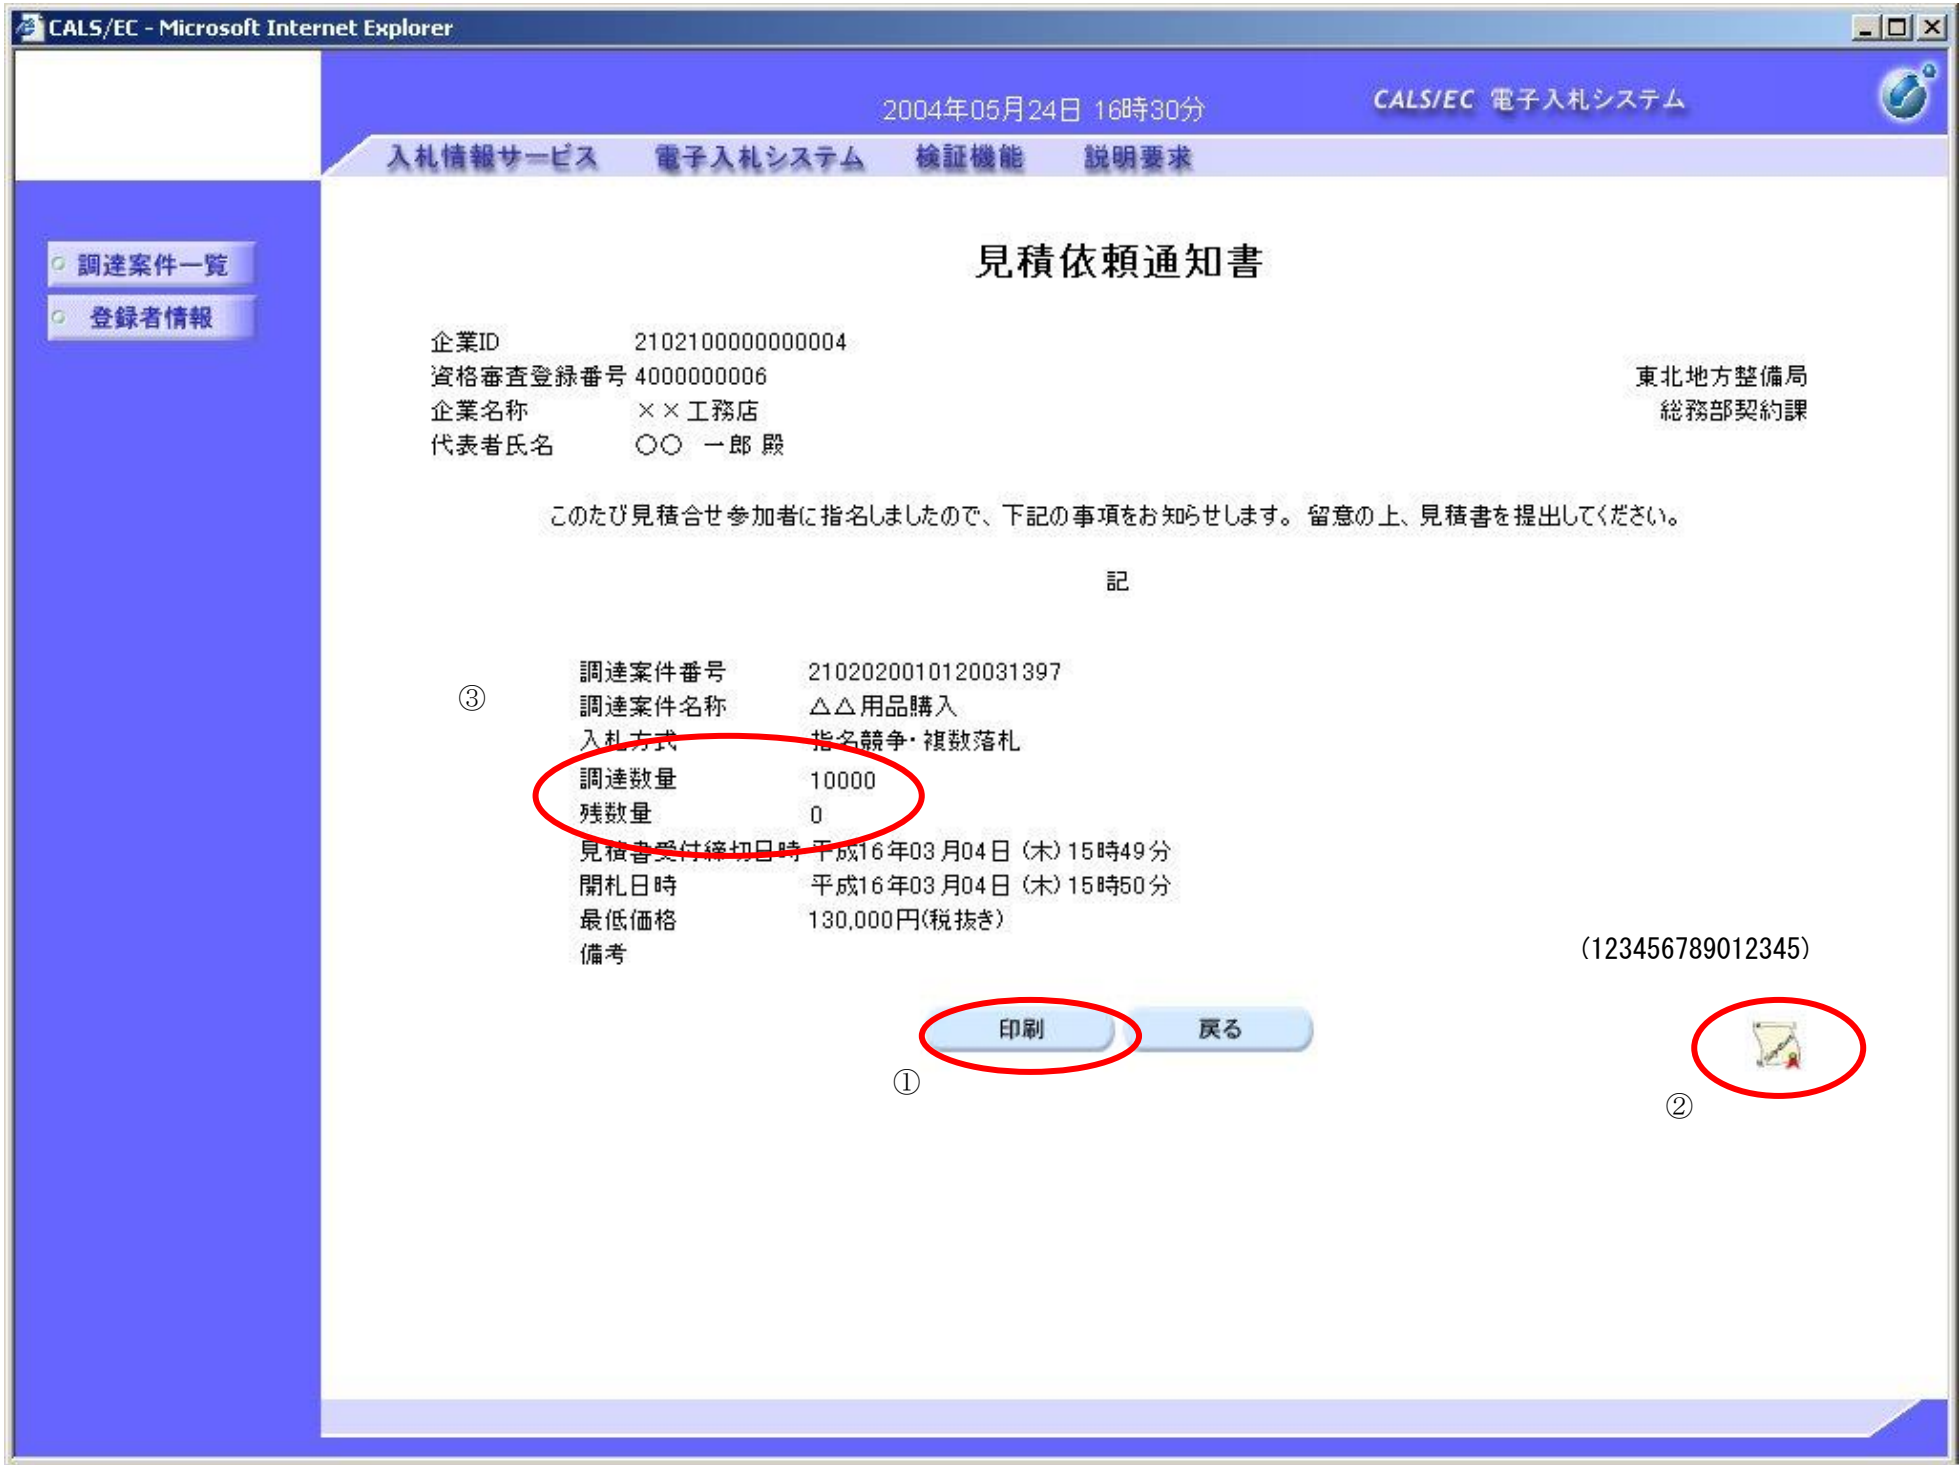 CALS/EC - Microsoft Internet Explorer
2004年05月24日 16時30分
CALS/EC 電子入札システム
入札情報サービス 電子入札システム 検証機能 説明要求
調達案件一覧
登録者情報
見積依頼通知書
企業ID 2102100000000004
資格審査登録番号 4000000006
東北地方整備局
企業名称 ××工務店
総務部契約課
代表者氏名 〇〇 一郎 殿
このたび見積合せ参加者に指名しましたので、下記の事項をお知らせします。留意の上、見積書を提出してください。
記
調達案件番号 2102020010120031397
③
調達案件名称 △△用品購入
入札方式 指名競争・複数落札
調達数量 10000
残数量 0
見積書受付締切日時 平成16年03月04日 (木) 15時49分
開札日時 平成16年03月04日 (木) 15時50分
最低価格 130,000円(税抜き)
備考
(123456789012345)
印刷 戻る
①
②